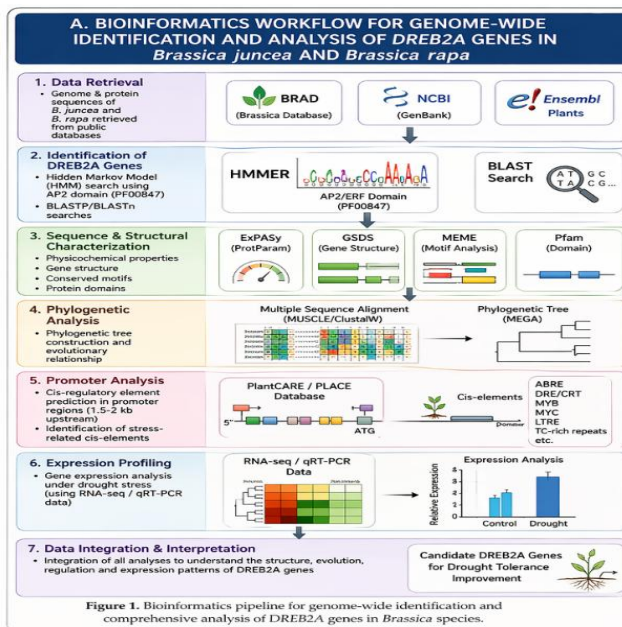 A. BIOINFORMATICS WORKFLOW FOR GENOME-WIDE
IDENTIFICATION AND ANALYSIS OF DREB2A GENES IN
Brassica juncea AND Brassica rapa
1. Data Retrieval
• Genome & protein
sequences of
B. juncea and
B. rapa retrieved
from public
databases
BRAD
(Brassica Database)
NCBI
(GenBank)
e! Ensembl
Plants
2. Identification of
DREB2A Genes
• Hidden Markov Model
(HMM) search using
AP2 domain (PF00847)
• BLASTP/BLASTn
searches
HMMER
AP2/ERF Domain
(PF00847)
BLAST
Search
A T G C
T A C G...
3. Sequence & Structural
Characterization
• Physicochemical properties
• Gene structure
• Conserved motifs
• Protein domains
ExPASy
(ProtParam)
GSDS
(Gene Structure)
MEME
(Motif Analysis)
Pfam
(Domain)
4. Phylogenetic
Analysis
• Phylogenetic tree
construction and
evolutionary
relationship
Multiple Sequence Alignment
(MUSCLE/ClustalW)
Phylogenetic Tree
(MEGA)
5. Promoter Analysis
• Cis-regulatory element
prediction in promoter
regions (1.5-2 kb
upstream)
• Identification of stress-
related cis-elements
PlantCARE / PLACE
Database
5'
ATG
Cis-elements
ABRE
DRE/CRT
MYB
MYC
LTRE
TC-rich repeats
etc.
6. Expression Profiling
• Gene expression analysis
under drought stress
(using RNA-seq / qRT-PCR
data)
RNA-seq / qRT-PCR
Data
Expression Analysis
Relative Expression
Control Drought
7. Data Integration & Interpretation
• Integration of all analyses to understand the structure, evolution,
regulation and expression patterns of DREB2A genes
Candidate DREB2A Genes
for Drought Tolerance
Improvement
Figure 1. Bioinformatics pipeline for genome-wide identification and
comprehensive analysis of DREB2A genes in Brassica species.